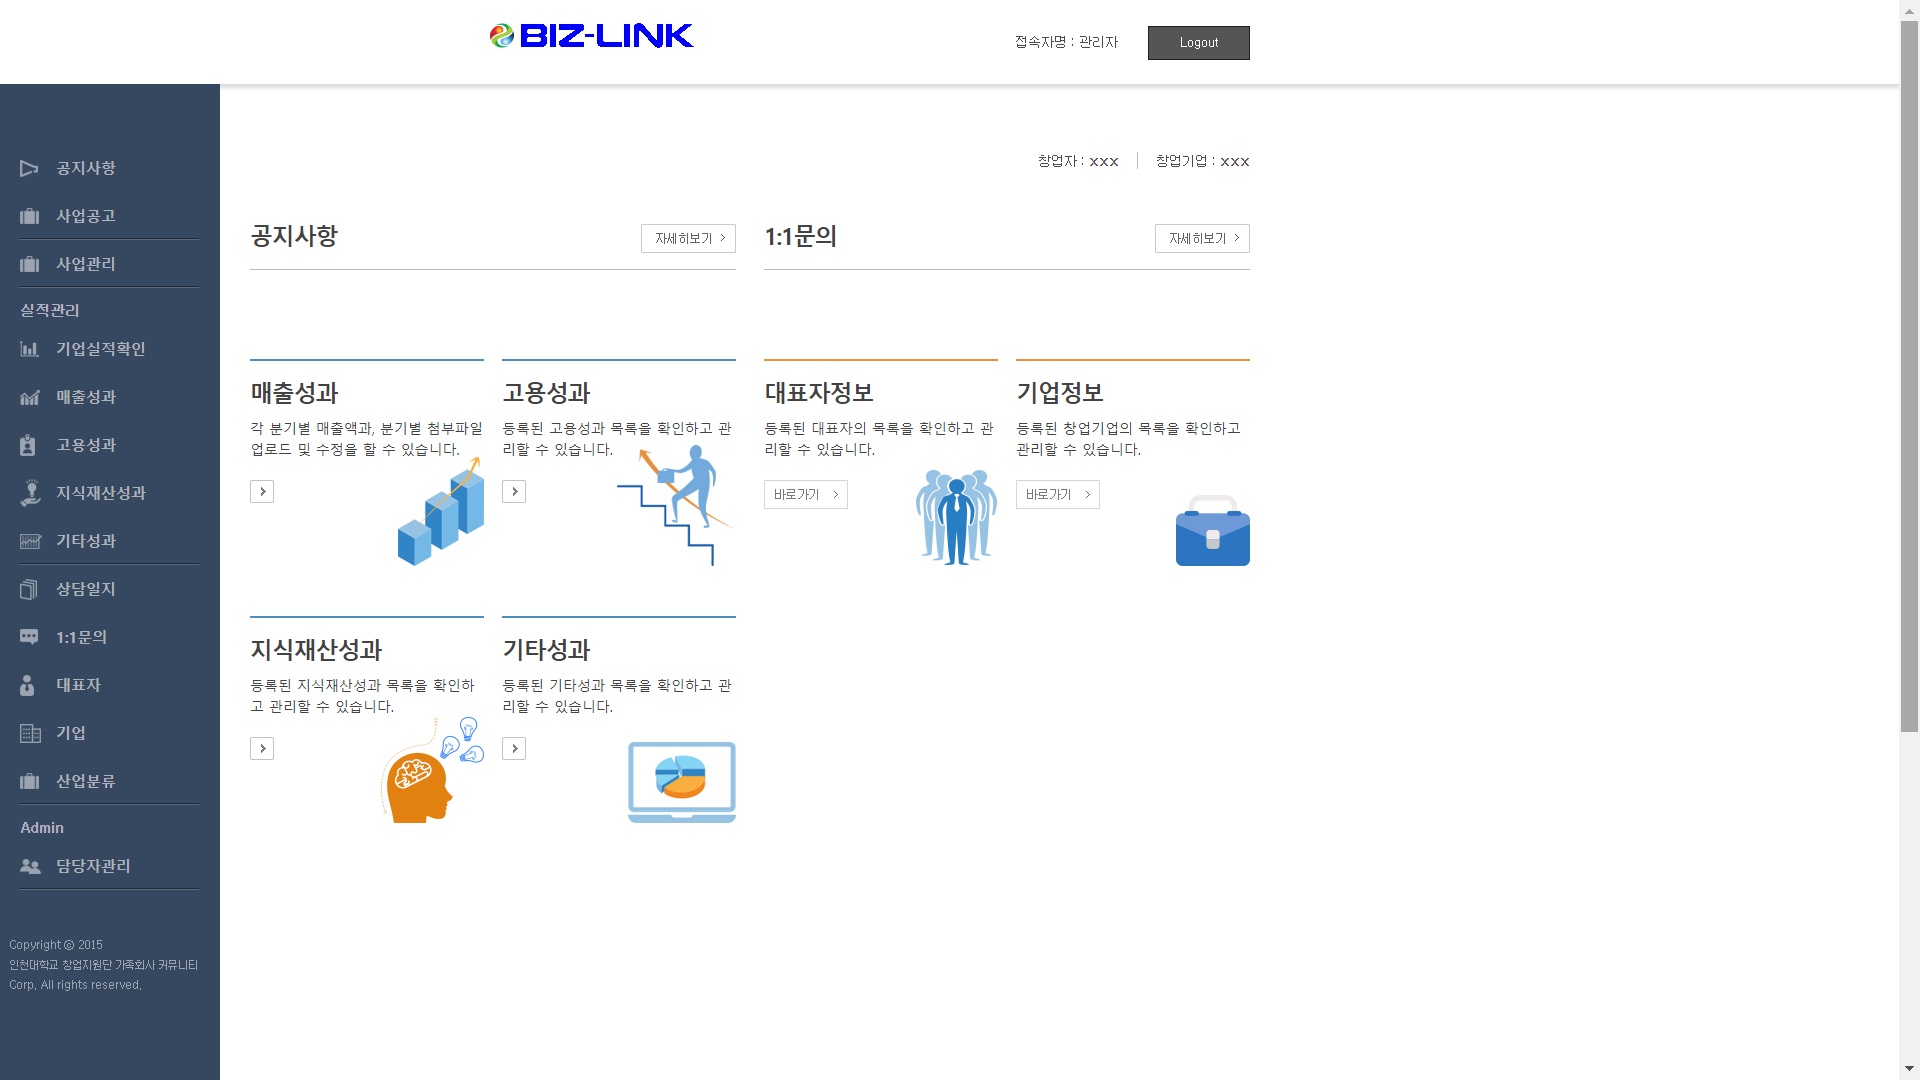 BIZ-LINK
접속자명 : 관리자
Logout
공지사항
사업공고
사업관리
실적관리
기업실적확인
매출성과
고용성과
지식재산성과
기타성과
상담일지
1:1문의
대표자
기업
산업분류
Admin
담당자관리
Copyright ⓒ 2015
인천대학교 창업지원단 가족회사 커뮤니티
Corp. All rights reserved.
창업자 : xxx
창업기업 : xxx
공지사항
자세히보기
1:1문의
자세히보기
매출성과
각 분기별 매출액과, 분기별 첨부파일
업로드 및 수정을 할 수 있습니다.
고용성과
등록된 고용성과 목록을 확인하고 관
리할 수 있습니다.
대표자정보
등록된 대표자의 목록을 확인하고 관
리할 수 있습니다.
바로가기
기업정보
등록된 창업기업의 목록을 확인하고
관리할 수 있습니다.
바로가기
지식재산성과
등록된 지식재산성과 목록을 확인하
고 관리할 수 있습니다.
기타성과
등록된 기타성과 목록을 확인하고 관
리할 수 있습니다.